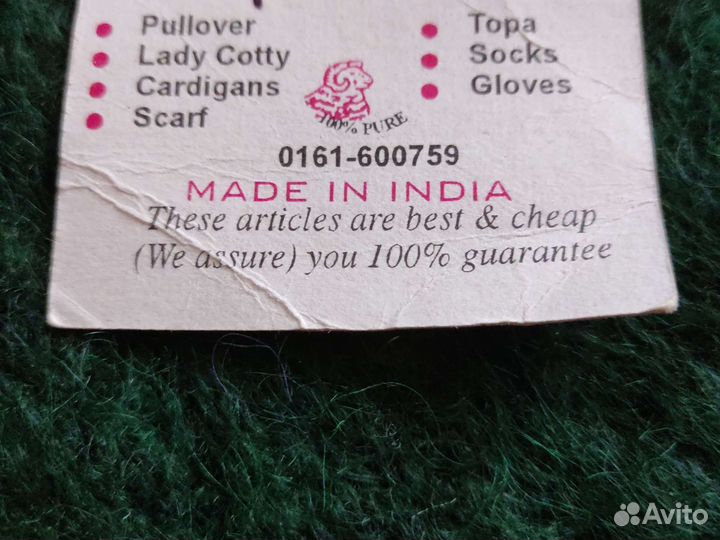 Pullover
Lady Cotty
Cardigans
Scarf
Topa
Socks
Gloves
100% PURE
0161-600759
MADE IN INDIA
These articles are best & cheap
(We assure) you 100% guarantee
Avito